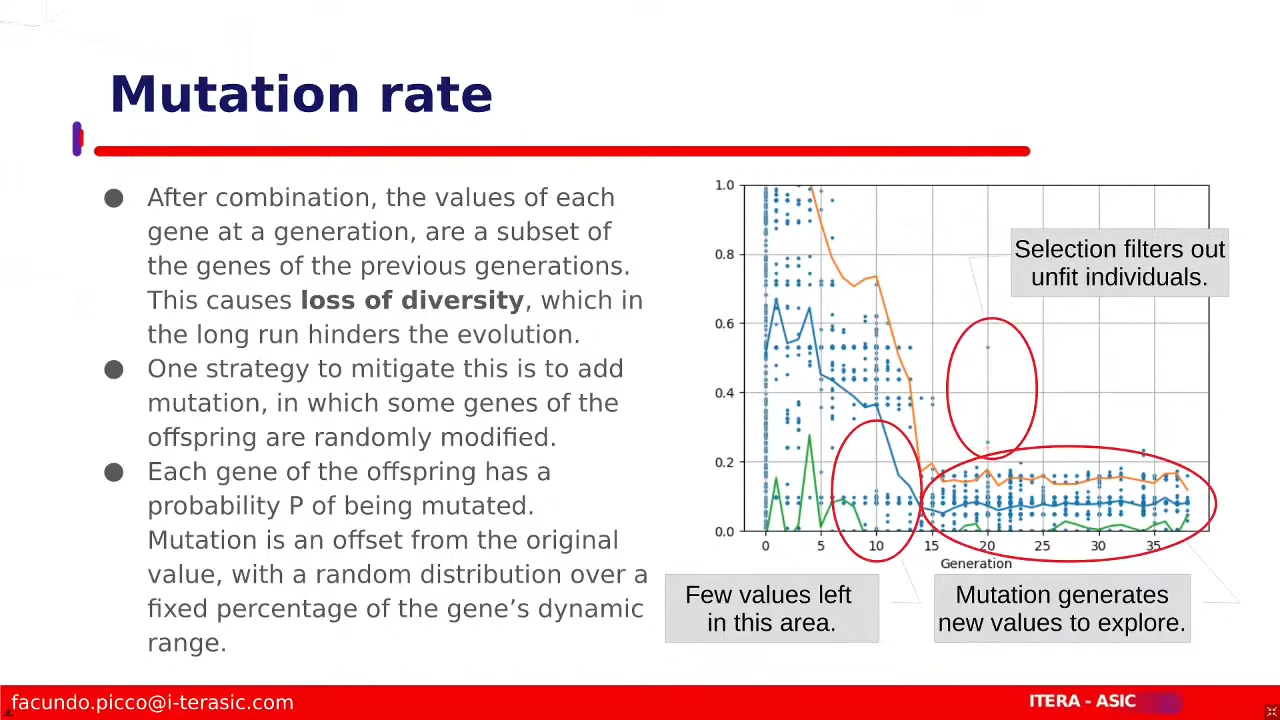 Mutation rate
● After combination, the values of each
gene at a generation, are a subset of
the genes of the previous generations.
This causes loss of diversity, which in
the long run hinders the evolution.
● One strategy to mitigate this is to add
mutation, in which some genes of the
offspring are randomly modified.
● Each gene of the offspring has a
probability P of being mutated.
Mutation is an offset from the original
value, with a random distribution over a
fixed percentage of the gene’s dynamic
range.
1.0
0.8
0.6
0.4
0.2
0.0
0 5 10 15 20 25 30 35
Generation
Selection filters out
unfit individuals.
Few values left
in this area.
Mutation generates
new values to explore.
facundo.picco@i-terasic.com
ITERA - ASIC